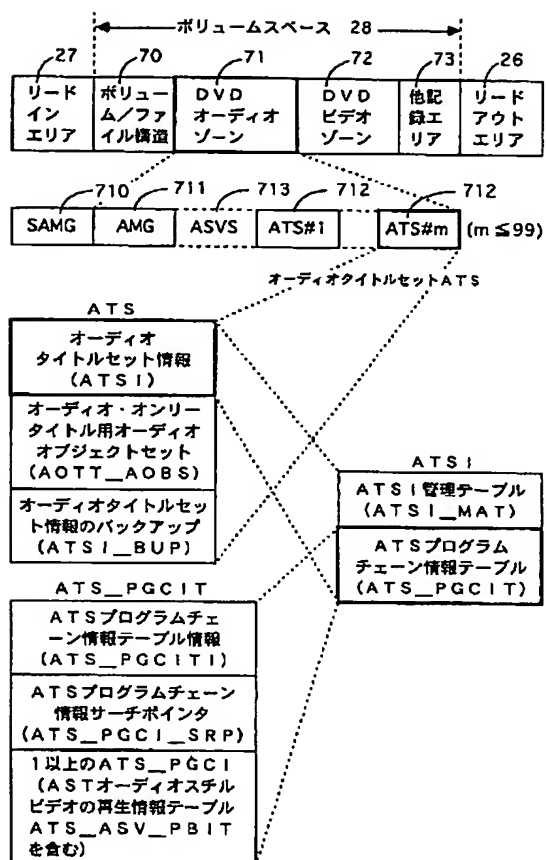 ボリュームスペース 28
27
70
71
72
73
26
リード
イン
エリア
ボリュー
ム/ファ
イル構造
DVD
オーディオ
ゾーン
DVD
ビデオ
ゾーン
他記
録エ
リア
リード
アウト
エリア
710
711
713
712
712
SAMG
AMG
ASVS
ATS#1
ATS#m
(m≦99)
オーディオタイトルセットATS
ATS
オーディオ
タイトルセット情報
(ATSI)
オーディオ・オンリー
タイトル用オーディオ
オブジェクトセット
(AOTT__AOBS)
オーディオタイトルセッ
ト情報のバックアップ
(ATSI__BUP)
ATSI
ATSI管理テーブル
(ATSI__MAT)
ATSプログラム
チェーン情報テーブル
(ATS__PGCIT)
ATS__PGCIT
ATSプログラムチェ
ーン情報テーブル情報
(ATS__PGCITI)
ATSプログラムチェーン
情報サーチポインタ
(ATS__PGCI__SRP)
1以上のATS__PGCI
(ASTオーディオスチル
ビデオの再生情報テーブル
ATS__ASV__PBIT
を含む)